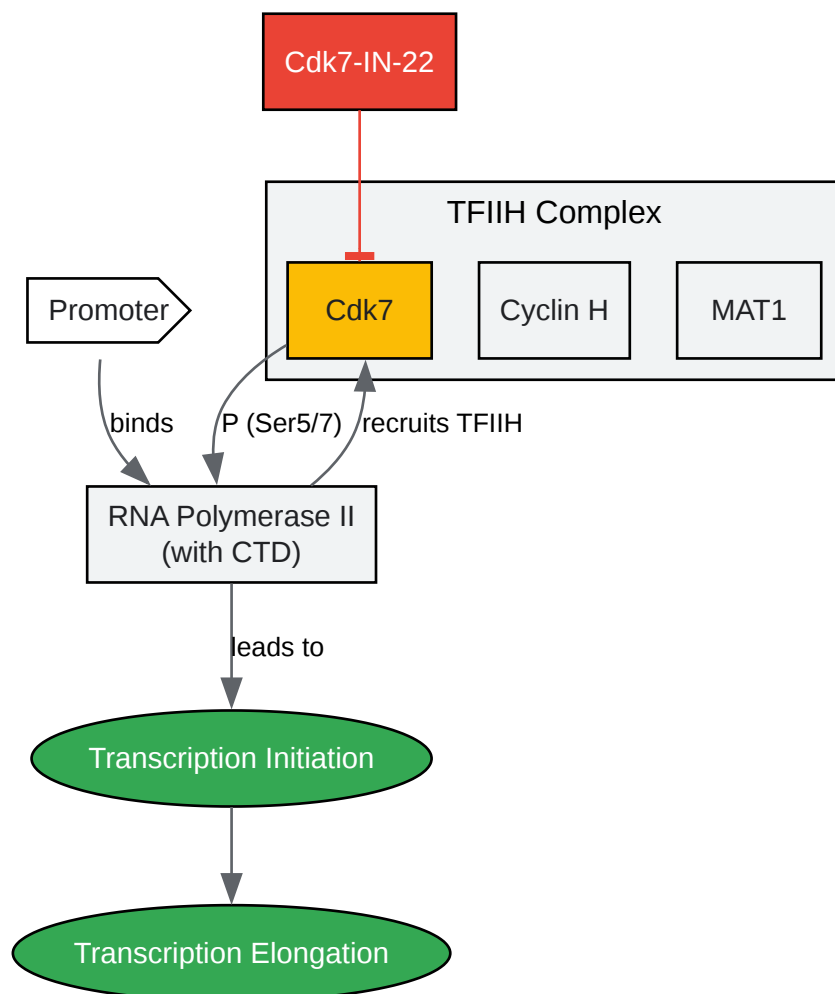 Cdk7-IN-22
TFIIH Complex
Promoter
Cdk7
Cyclin H
MAT1
binds
P (Ser5/7)
recruits TFIIH
RNA Polymerase II
(with CTD)
leads to
Transcription Initiation
Transcription Elongation